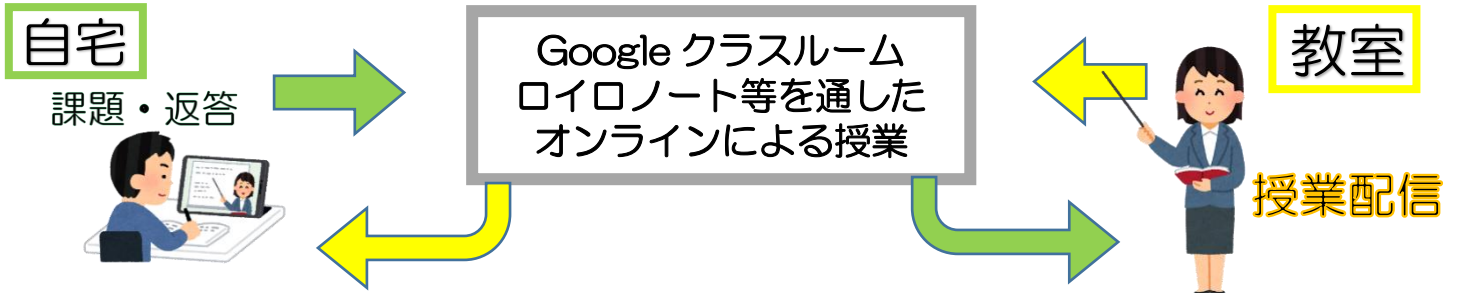 自宅
課題・返答
Google クラスルーム
ロイロノート等を通した
オンラインによる授業
教室
授業配信